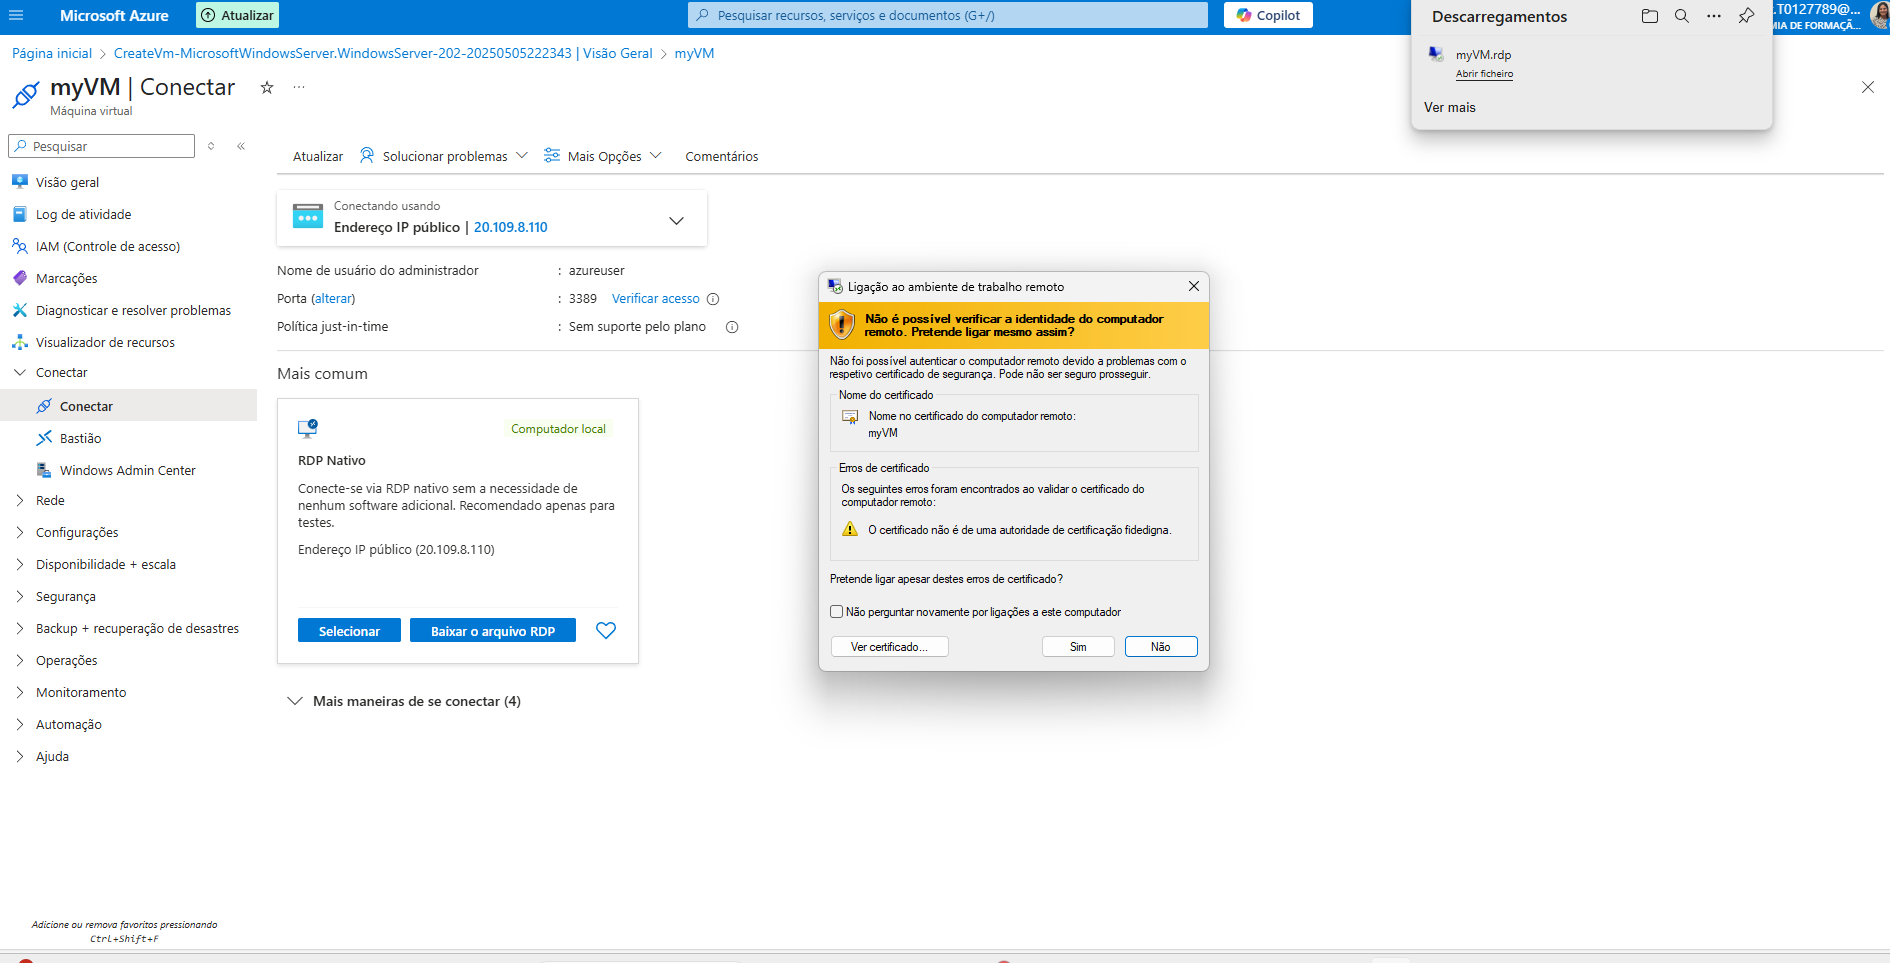 Microsoft Azure
Atualizar
Pesquisar recursos, serviços e documentos (G+/)
Copilot
.T0127789@...
MIA DE FORMAÇÃ...
Descarregamentos
myVM.rdp
Abrir ficheiro
Ver mais
Página inicial > CreateVm-MicrosoftWindowsServer.WindowsServer-202-20250505222343 | Visão Geral > myVM
myVM | Conectar
Máquina virtual
Pesquisar
Visão geral
Log de atividade
IAM (Controle de acesso)
Marcações
Diagnosticar e resolver problemas
Visualizador de recursos
Conectar
Conectar
Bastião
Windows Admin Center
Rede
Configurações
Disponibilidade + escala
Segurança
Backup + recuperação de desastres
Operações
Monitoramento
Automação
Ajuda
Adicione ou remova favoritos pressionando
Ctrl+Shift+F
Atualizar Solucionar problemas Mais Opções Comentários
Conectando usando
Endereço IP público | 20.109.8.110
Nome de usuário do administrador : azureuser
Porta (alterar) : 3389 Verificar acesso
Política just-in-time : Sem suporte pelo plano
Mais comum
Computador local
RDP Nativo
Conecte-se via RDP nativo sem a necessidade de
nenhum software adicional. Recomendado apenas para
testes.
Endereço IP público (20.109.8.110)
Selecionar
Baixar o arquivo RDP
Mais maneiras de se conectar (4)
Ligação ao ambiente de trabalho remoto
Não é possível verificar a identidade do computador
remoto. Pretende ligar mesmo assim?
Não foi possível autenticar o computador remoto devido a problemas com o
respetivo certificado de segurança. Pode não ser seguro prosseguir.
Nome do certificado
Nome no certificado do computador remoto:
myVM
Erros de certificado
Os seguintes erros foram encontrados ao validar o certificado do
computador remoto:
O certificado não é de uma autoridade de certificação fidedigna.
Pretende ligar apesar destes erros de certificado?
Não perguntar novamente por ligações a este computador
Ver certificado...
Sim
Não